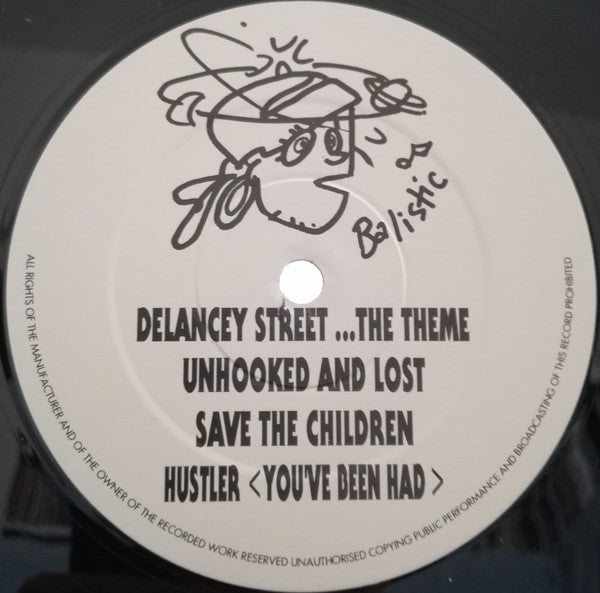 Balistic
DELANCEY STREET ...THE THEME
UNHOOKED AND LOST
SAVE THE CHILDREN
HUSTLER <YOU'VE BEEN HAD>
ALL RIGHTS OF THE MANUFACTURER AND OF THE OWNER OF THE RECORDED WORK RESERVED UNAUTHORISED COPYING PUBLIC PERFORMANCE AND BROADCASTING OF THIS RECORD PROHIBITED